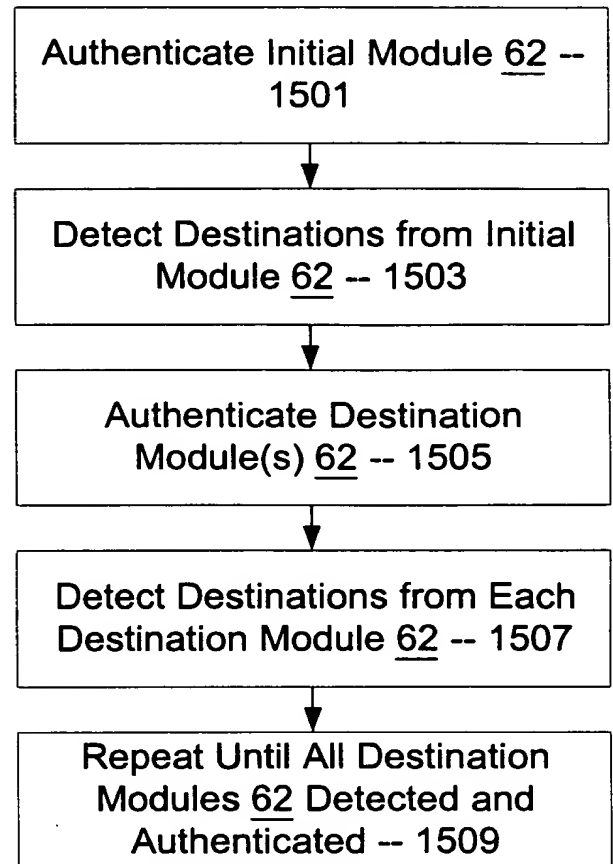 Authenticate Initial Module 62 --
1501
Detect Destinations from Initial
Module 62 -- 1503
Authenticate Destination
Module(s) 62 -- 1505
Detect Destinations from Each
Destination Module 62 -- 1507
Repeat Until All Destination
Modules 62 Detected and
Authenticated -- 1509